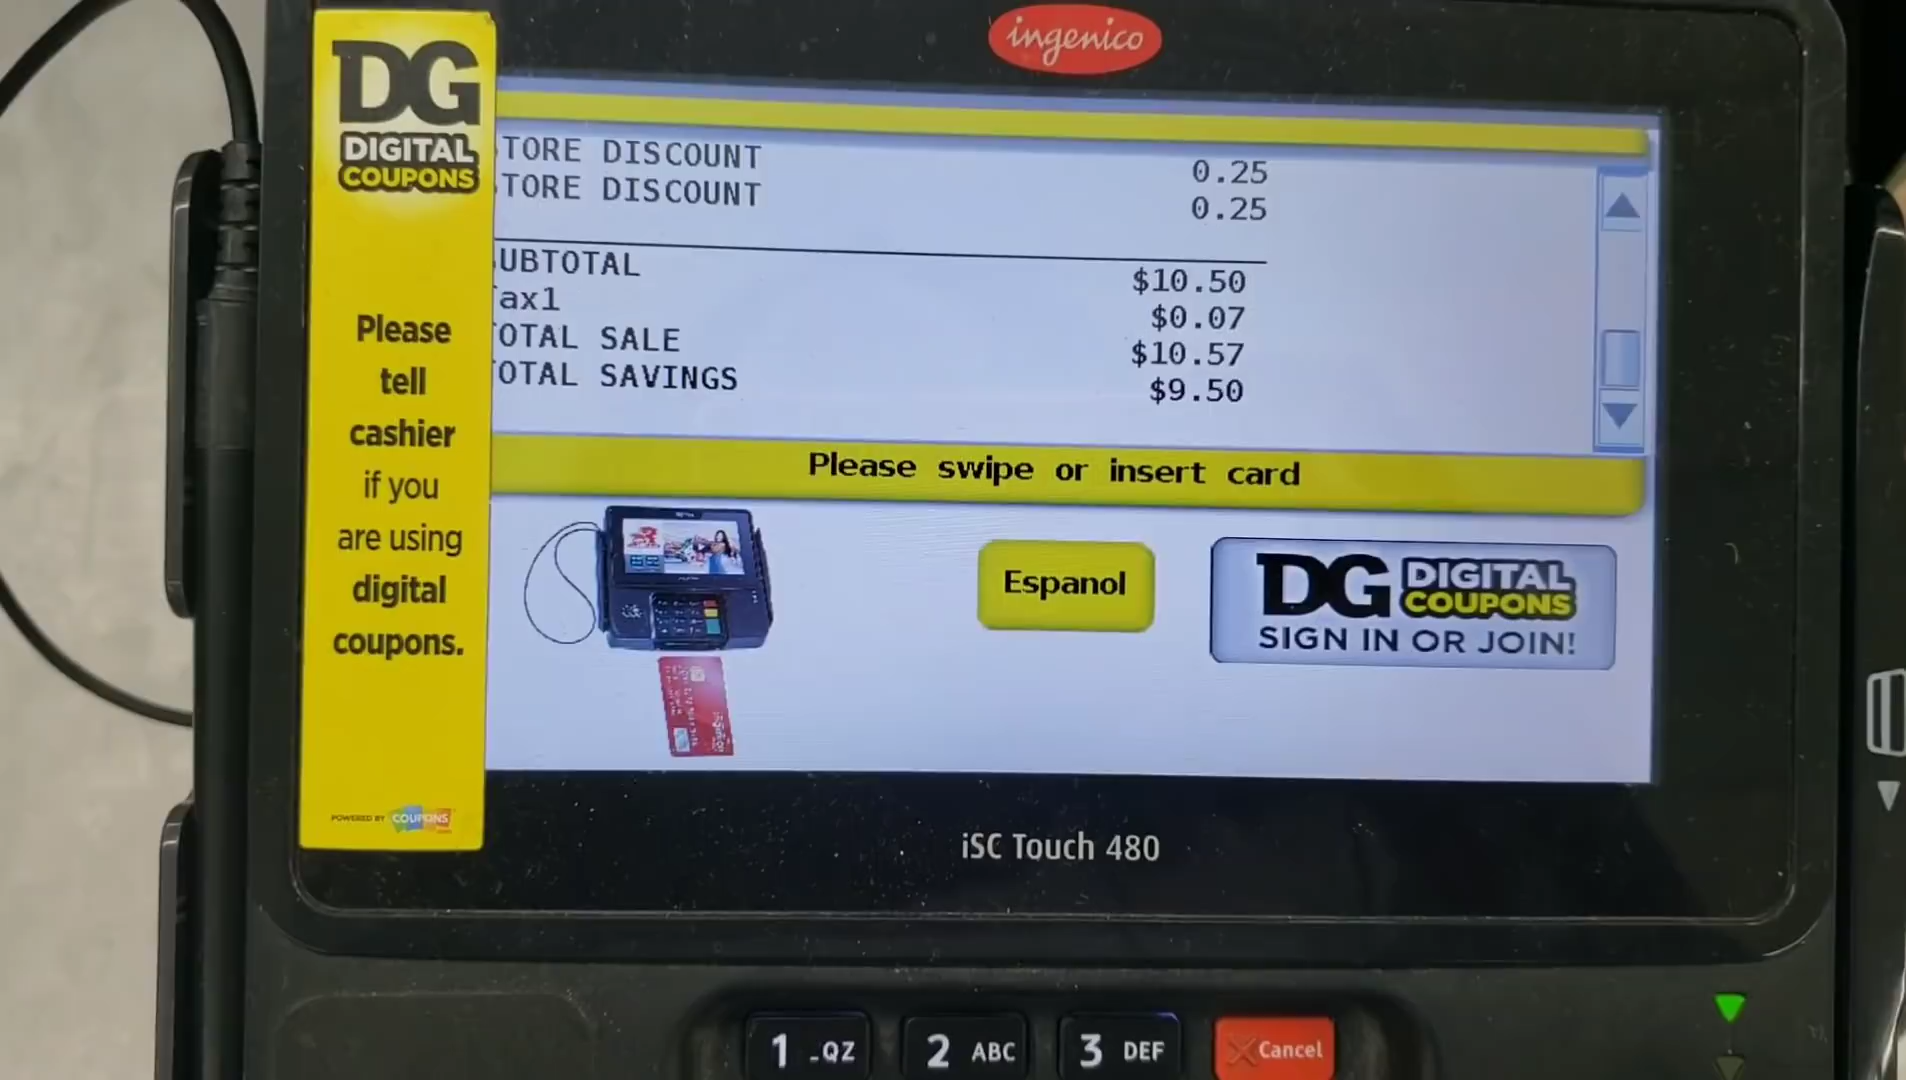 ingenico
DG
DIGITAL
COUPONS
Please
tell
cashier
if you
are using
digital
coupons.
POWERED BY COUPONS
TORE DISCOUNT 0.25
TORE DISCOUNT 0.25
UBTOTAL $10.50
ax1 $0.07
OTAL SALE $10.57
OTAL SAVINGS $9.50
Please swipe or insert card
Espanol
DG DIGITAL
COUPONS
SIGN IN OR JOIN!
iSC Touch 480
1 -QZ 2 ABC 3 DEF Cancel